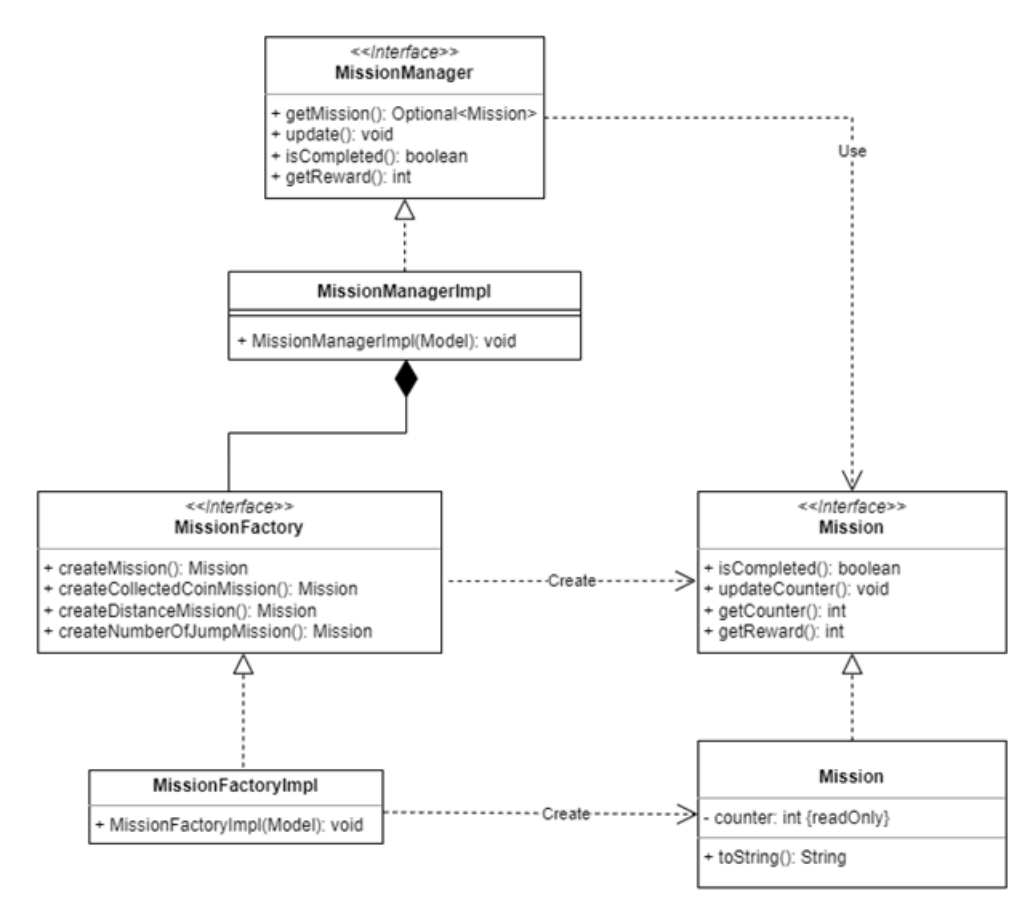 <<Interface>>
MissionManager
+ getMission(): Optional<Mission>
+ update(): void
+ isCompleted(): boolean
+ getReward(): int
Use
MissionManagerImpl
+ MissionManagerImpl(Model): void
<<Interface>>
MissionFactory
+ createMission(): Mission
+ createCollectedCoinMission(): Mission
+ createDistanceMission(): Mission
+ createNumberOfJumpMission(): Mission
Create
<<Interface>>
Mission
+ isCompleted(): boolean
+ updateCounter(): void
+ getCounter(): int
+ getReward(): int
MissionFactoryImpl
+ MissionFactoryImpl(Model): void
Create
Mission
- counter: int {readOnly}
+ toString(): String